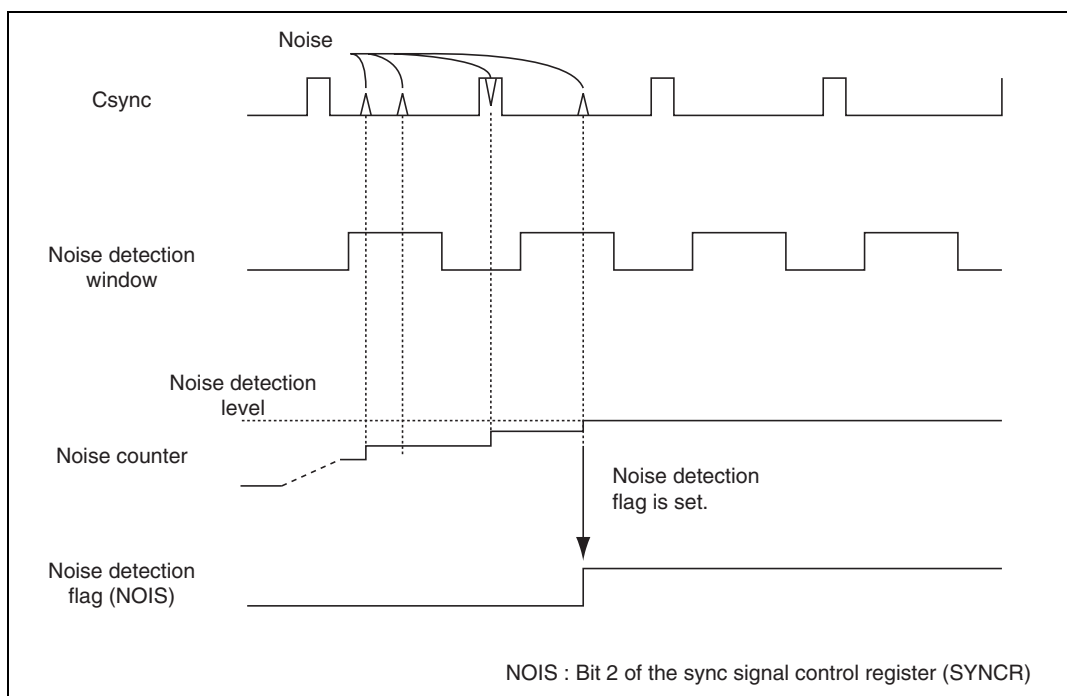 Noise
Csync
Noise detection
window
Noise detection
level
Noise counter
Noise detection
flag is set.
Noise detection
flag (NOIS)
NOIS : Bit 2 of the sync signal control register (SYNCR)